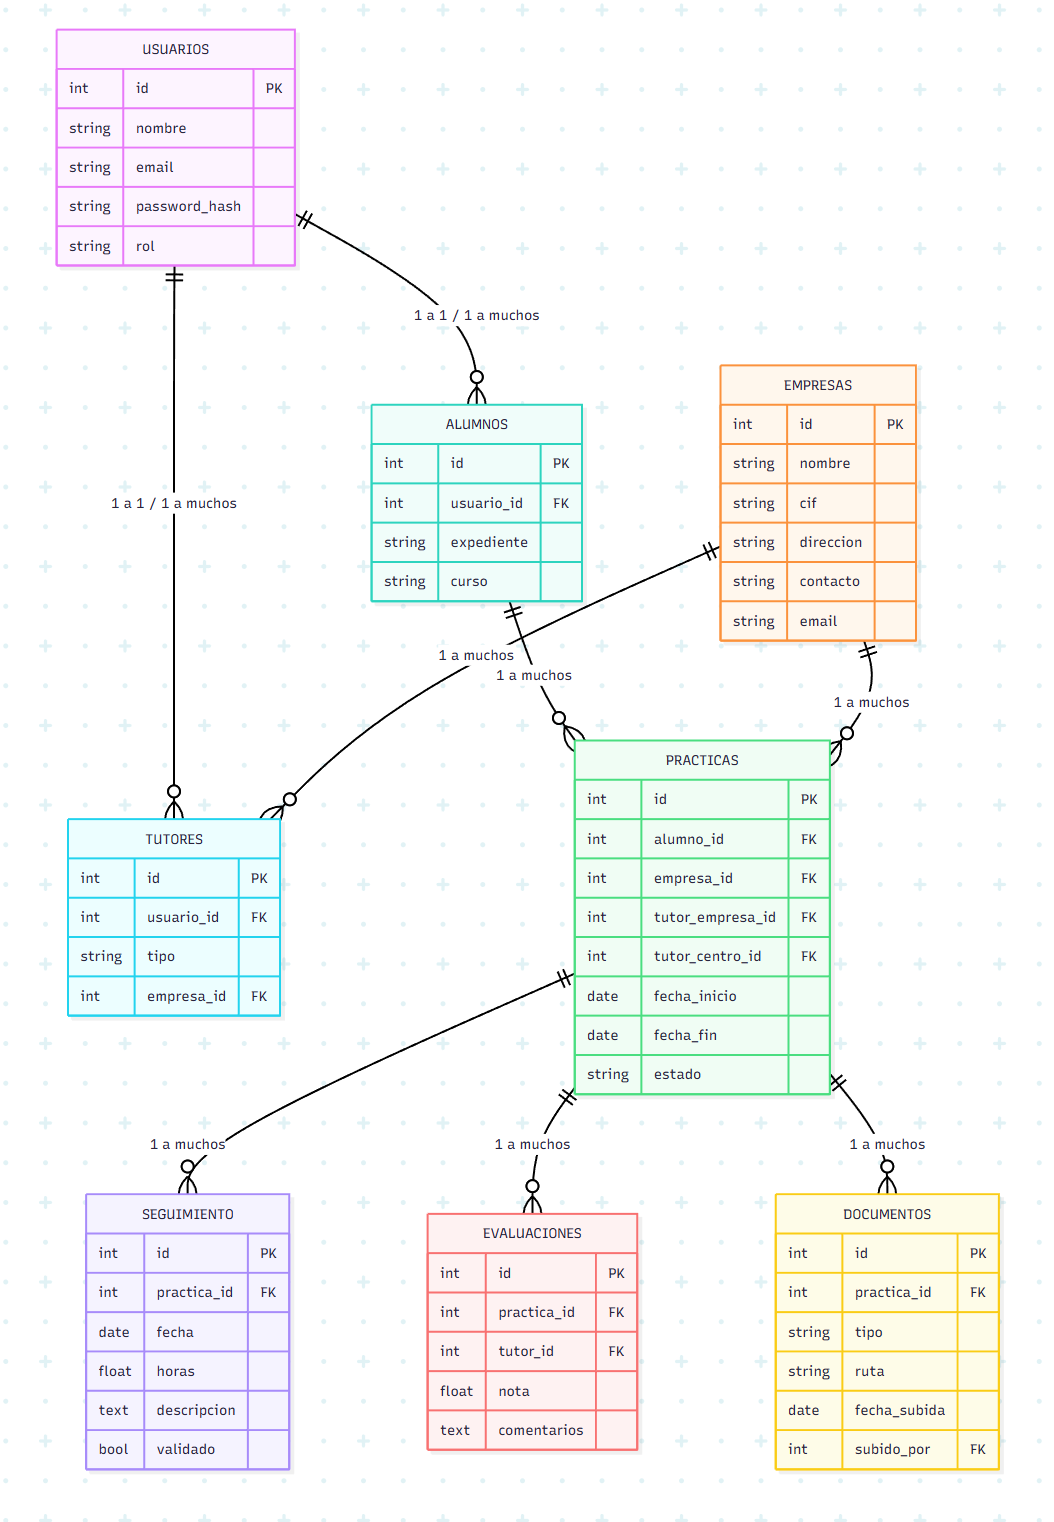 USUARIOS
int id PK
string nombre
string email
string password_hash
string rol
1 a 1 / 1 a muchos
1 a 1 / 1 a muchos
ALUMNOS
int id PK
int usuario_id FK
string expediente
string curso
EMPRESAS
int id PK
string nombre
string cif
string direccion
string contacto
string email
1 a muchos
1 a muchos
1 a muchos
TUTORES
int id PK
int usuario_id FK
string tipo
int empresa_id FK
PRACTICAS
int id PK
int alumno_id FK
int empresa_id FK
int tutor_empresa_id FK
int tutor_centro_id FK
date fecha_inicio
date fecha_fin
string estado
1 a muchos
1 a muchos
1 a muchos
SEGUIMIENTO
int id PK
int practica_id FK
date fecha
float horas
text descripcion
bool validado
EVALUACIONES
int id PK
int practica_id FK
int tutor_id FK
float nota
text comentarios
DOCUMENTOS
int id PK
int practica_id FK
string tipo
string ruta
date fecha_subida
int subido_por FK